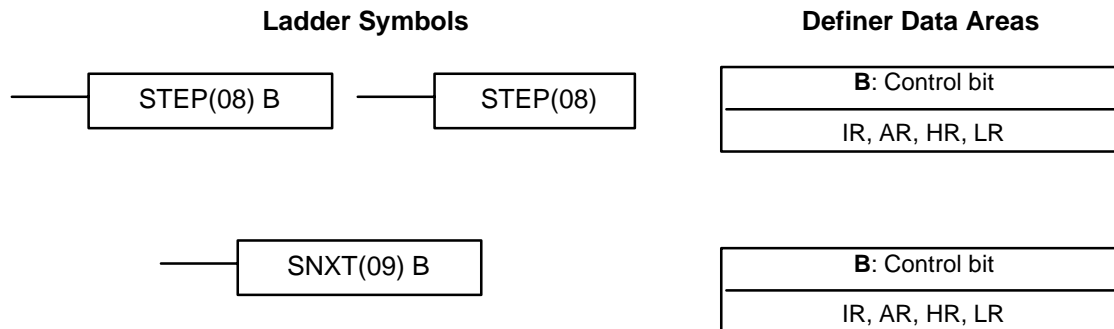 Ladder Symbols
Definer Data Areas
STEP(08) B
STEP(08)
B: Control bit
IR, AR, HR, LR
SNXT(09) B
B: Control bit
IR, AR, HR, LR